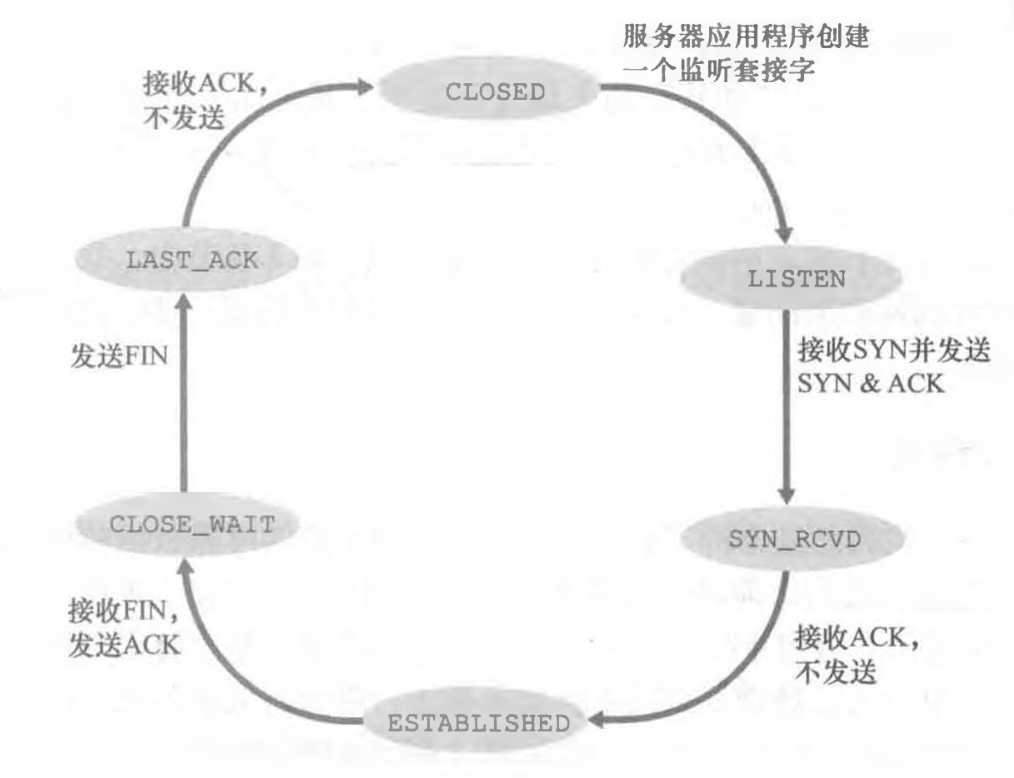 服务器应用程序创建
一个监听套接字
接收ACK，
不发送
CLOSED
LAST_ACK
LISTEN
发送FIN
接收SYN并发送
SYN & ACK
CLOSE_WAIT
SYN_RCVD
接收FIN，
发送ACK
接收ACK，
不发送
ESTABLISHED